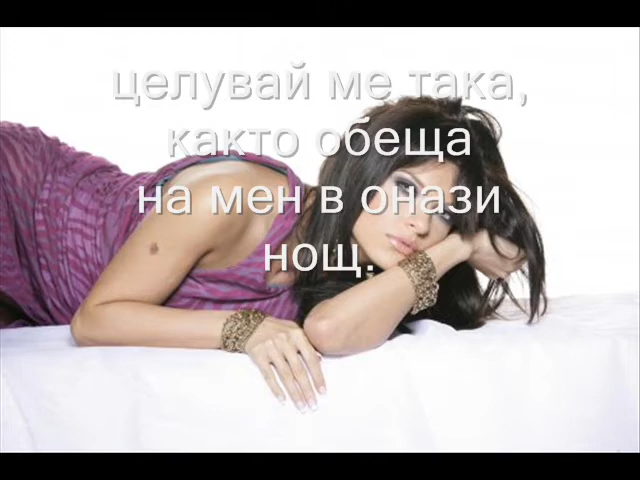 целувай ме така,
както обеща
на мен в онази
нощ.